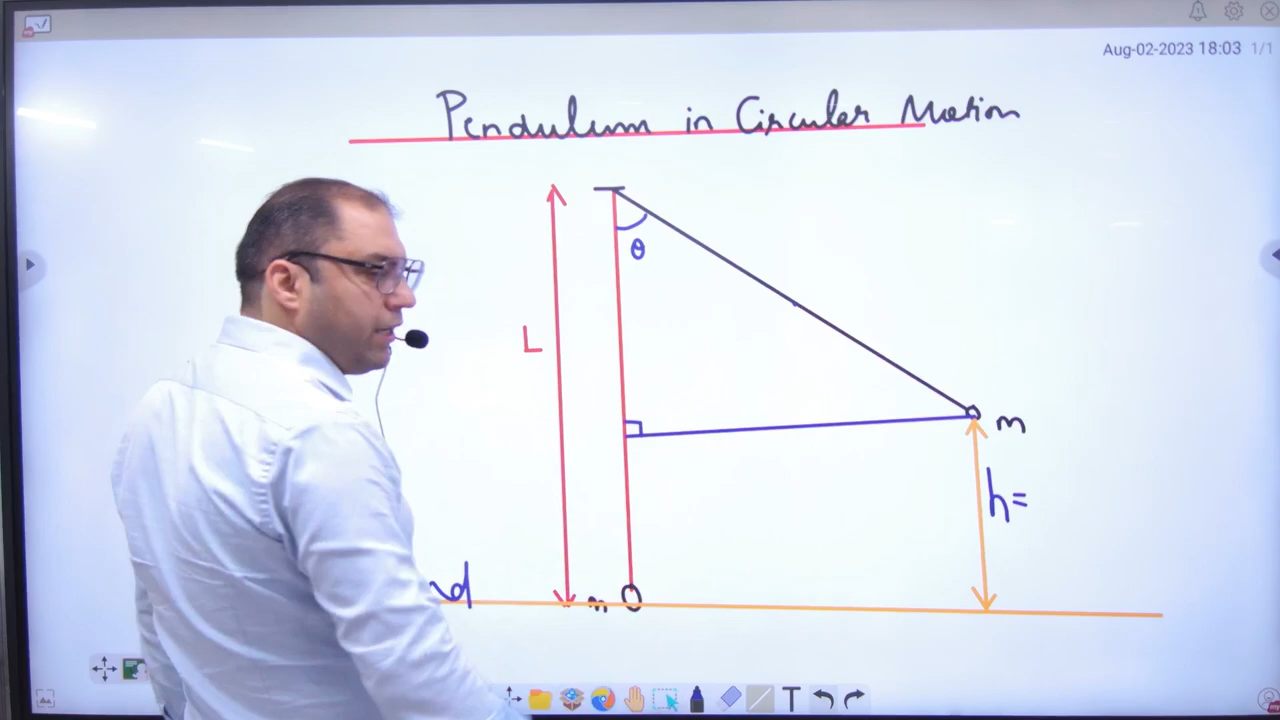 Aug-02-2023 18:03 1/1
Pendulum in Circular Motion
θ
L
m
h=
m
T